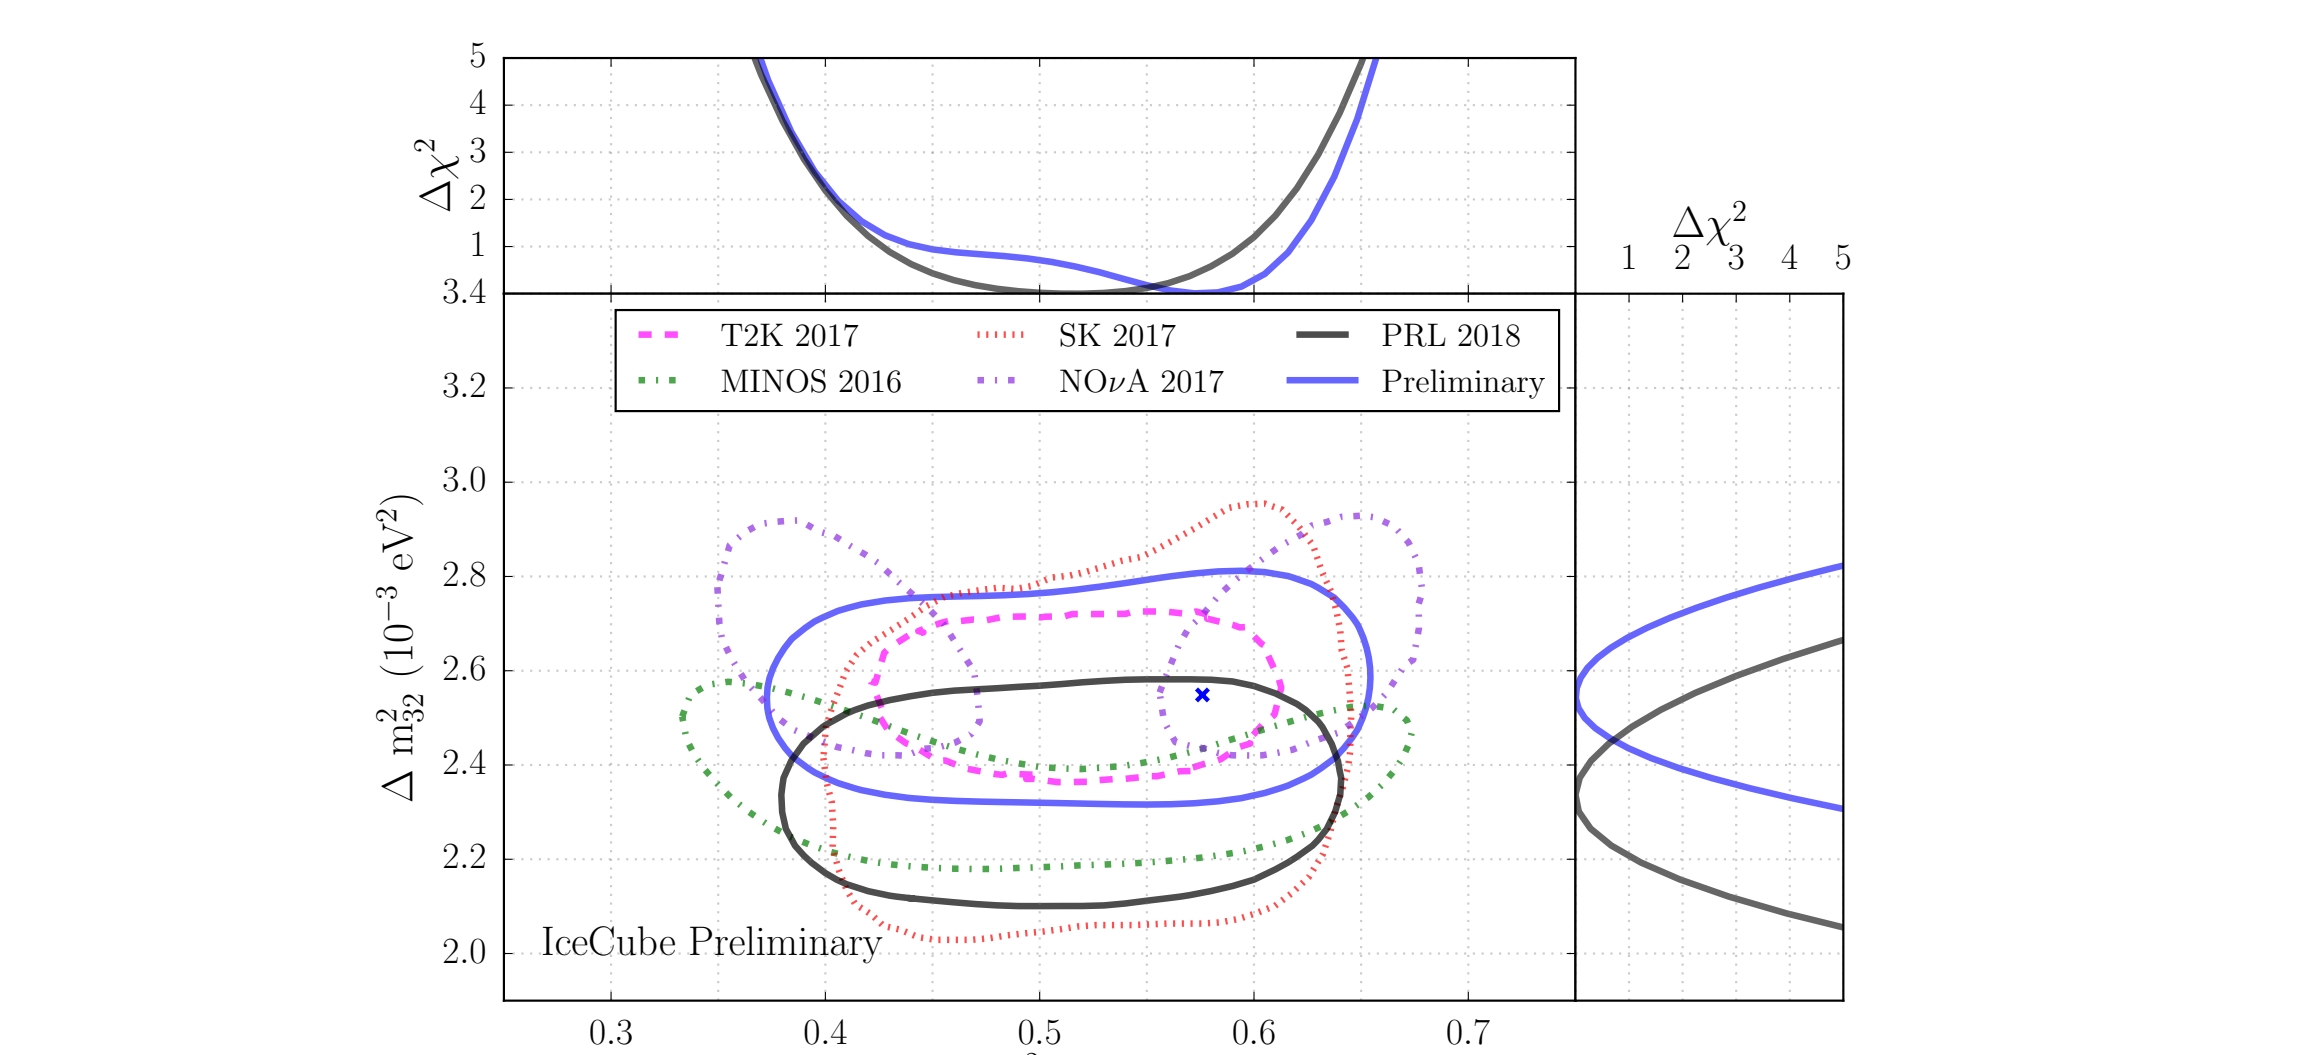 5
4
3
2
1
Δχ²
Δχ²
1 2 3 4 5
3.4
3.2
3.0
2.8
2.6
2.4
2.2
2.0
Δ m²₃₂ (10⁻³ eV²)
T2K 2017 SK 2017 PRL 2018
MINOS 2016 NOνA 2017 Preliminary
IceCube Preliminary
0.3 0.4 0.5 0.6 0.7